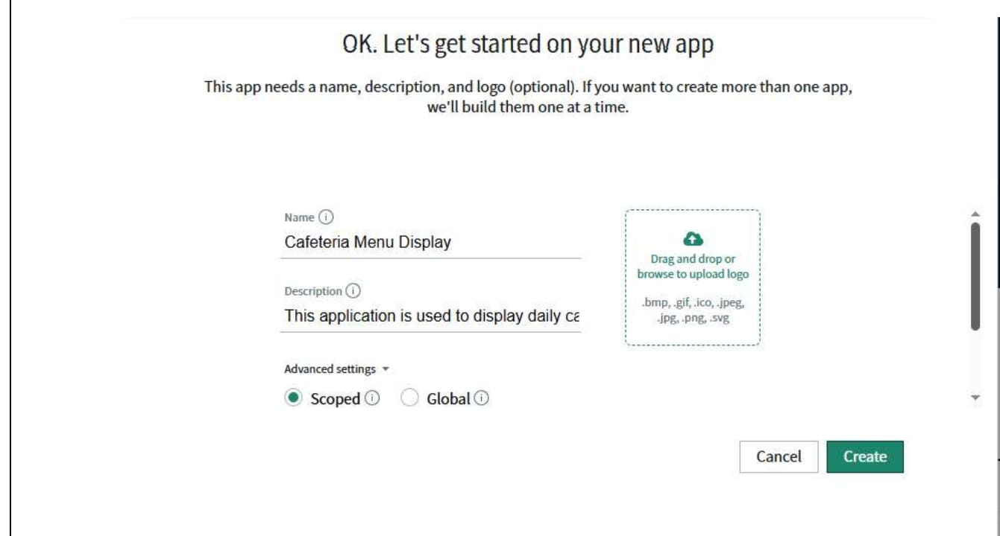 OK. Let's get started on your new app
This app needs a name, description, and logo (optional). If you want to create more than one app,
we'll build them one at a time.
Name
Cafeteria Menu Display
Drag and drop or
browse to upload logo
.bmp, .gif, .ico, .jpeg,
.jpg, .png, .svg
Description
This application is used to display daily ca
Advanced settings
Scoped Global
Cancel Create